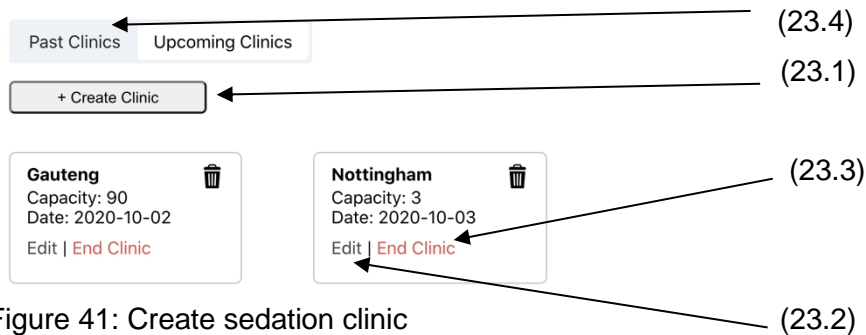 (23.4)
Past Clinics Upcoming Clinics
(23.1)
+ Create Clinic
(23.3)
Gauteng
Capacity: 90
Date: 2020-10-02
Edit | End Clinic
Nottingham
Capacity: 3
Date: 2020-10-03
Edit | End Clinic
Figure 41: Create sedation clinic
(23.2)